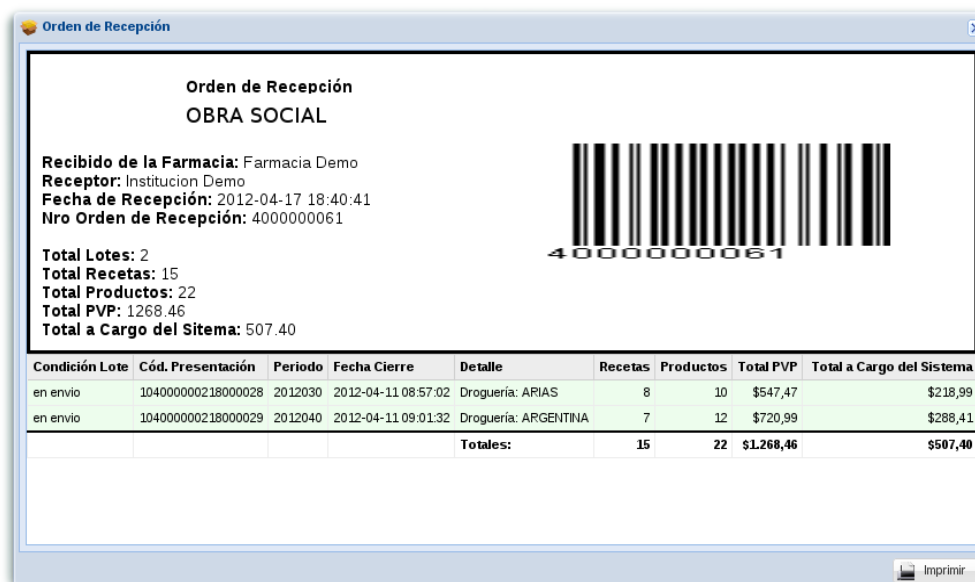 Orden de Recepción
Orden de Recepción
OBRA SOCIAL
Recibido de la Farmacia: Farmacia Demo
Receptor: Institucion Demo
Fecha de Recepción: 2012-04-17 18:40:41
Nro Orden de Recepción: 4000000061
4000000061
Total Lotes: 2
Total Recetas: 15
Total Productos: 22
Total PVP: 1268.46
Total a Cargo del Sitema: 507.40
Condición Lote Cód. Presentación Periodo Fecha Cierre Detalle Recetas Productos Total PVP Total a Cargo del Sistema
en envio 104000000218000028 2012030 2012-04-11 08:57:02 Droguería: ARIAS 8 10 $547,47 $218,99
en envio 104000000218000029 2012040 2012-04-11 09:01:32 Droguería: ARGENTINA 7 12 $720,99 $288,41
Totales: 15 22 $1.268,46 $507,40
Imprimir